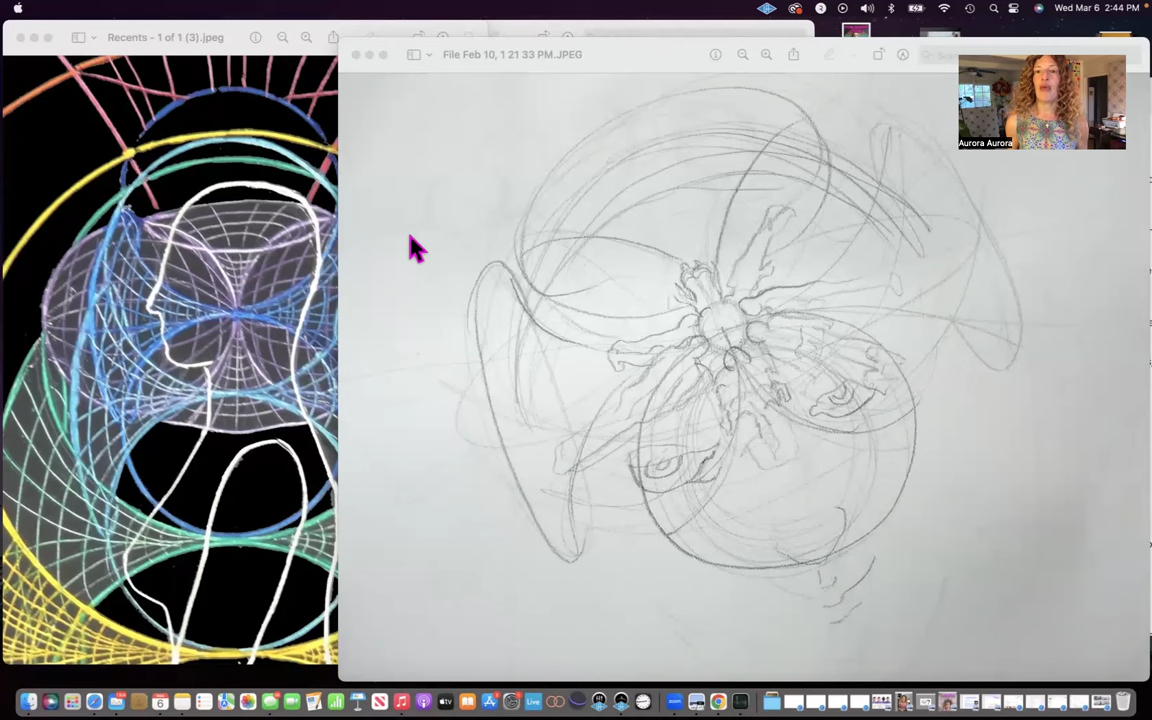 Wed Mar 6 2:44 PM
Recents - 1 of 1 (3).jpeg
File Feb 10, 1 21 33 PM.JPEG
Aurora Aurora